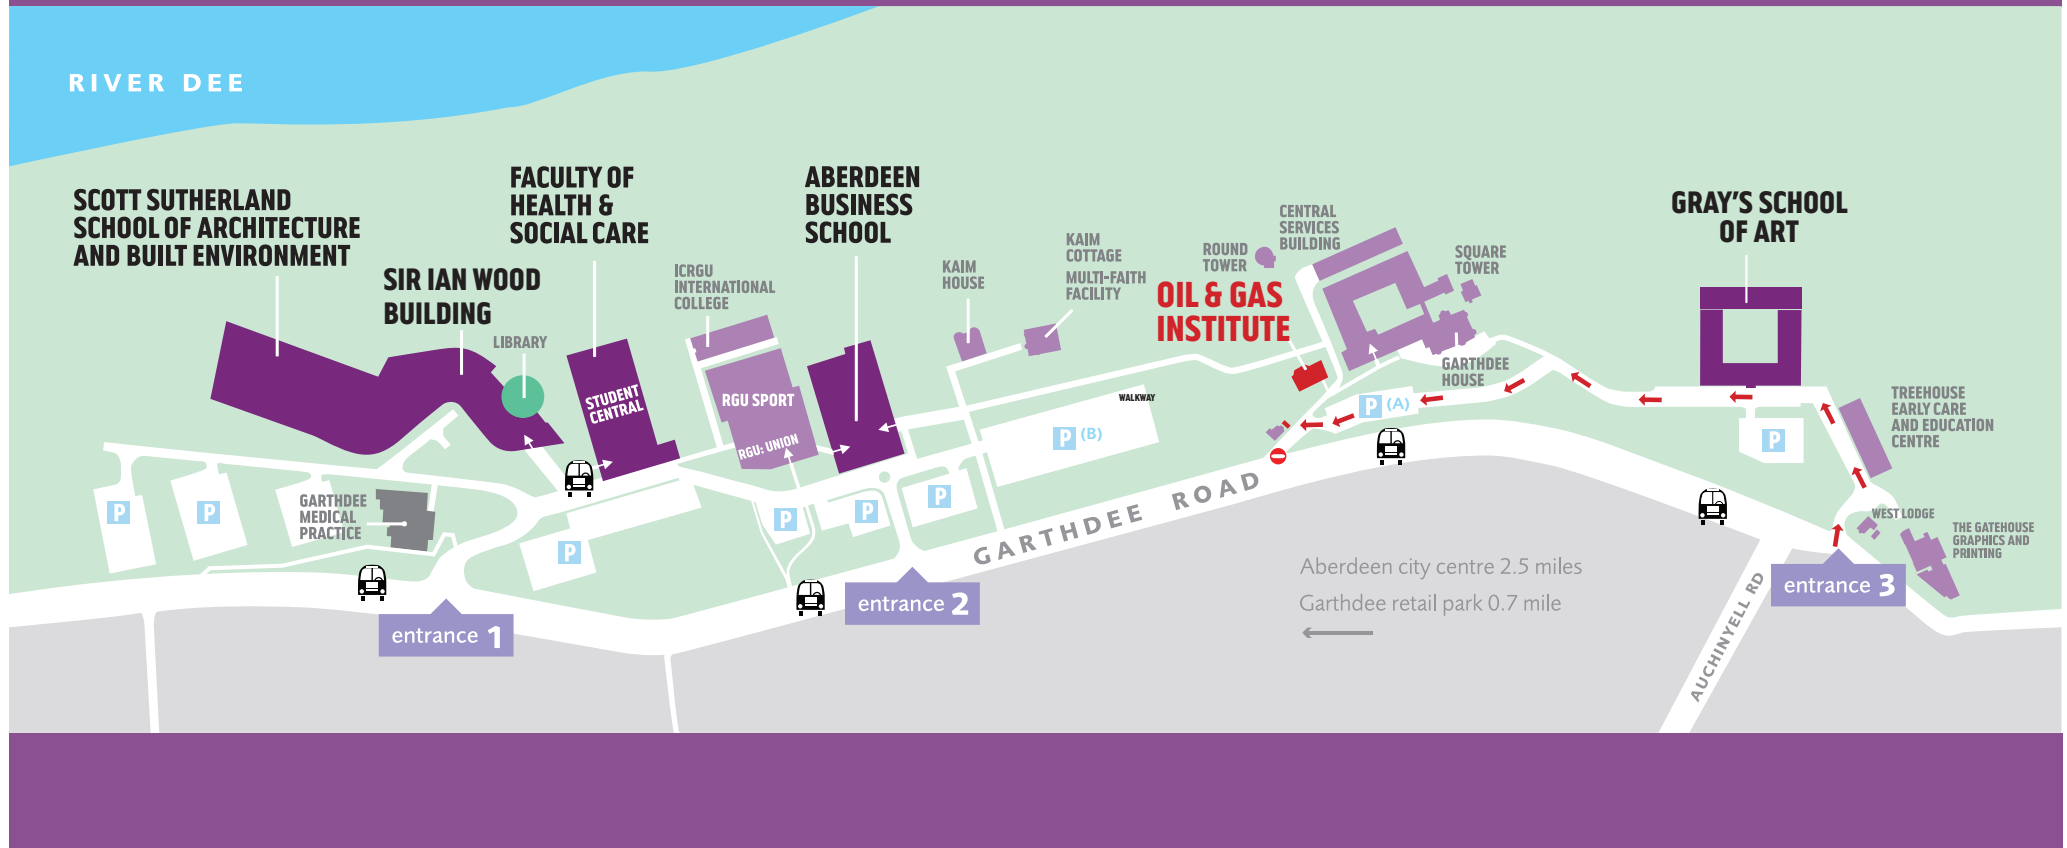 RIVER DEE
SCOTT SUTHERLAND
SCHOOL OF ARCHITECTURE
AND BUILT ENVIRONMENT
SIR IAN WOOD
BUILDING
LIBRARY
FACULTY OF
HEALTH &
SOCIAL CARE
STUDENT
CENTRAL
ICRGU
INTERNATIONAL
COLLEGE
RGU SPORT
RGU: UNION
ABERDEEN
BUSINESS
SCHOOL
KAIM
HOUSE
KAIM
COTTAGE
MULTI-FAITH
FACILITY
ROUND
TOWER
CENTRAL
SERVICES
BUILDING
OIL & GAS
INSTITUTE
SQUARE
TOWER
GARTHDEE
HOUSE
GRAY'S SCHOOL
OF ART
TREEHOUSE
EARLY CARE
AND EDUCATION
CENTRE
WALKWAY
P (A)
P (B)
P
P
P
P
P
P
P
GARTHDEE
MEDICAL
PRACTICE
WEST LODGE
THE GATEHOUSE
GRAPHICS AND
PRINTING
GARTHDEE ROAD
AUCHINYELL RD
entrance 1
entrance 2
entrance 3
Aberdeen city centre 2.5 miles
Garthdee retail park 0.7 mile